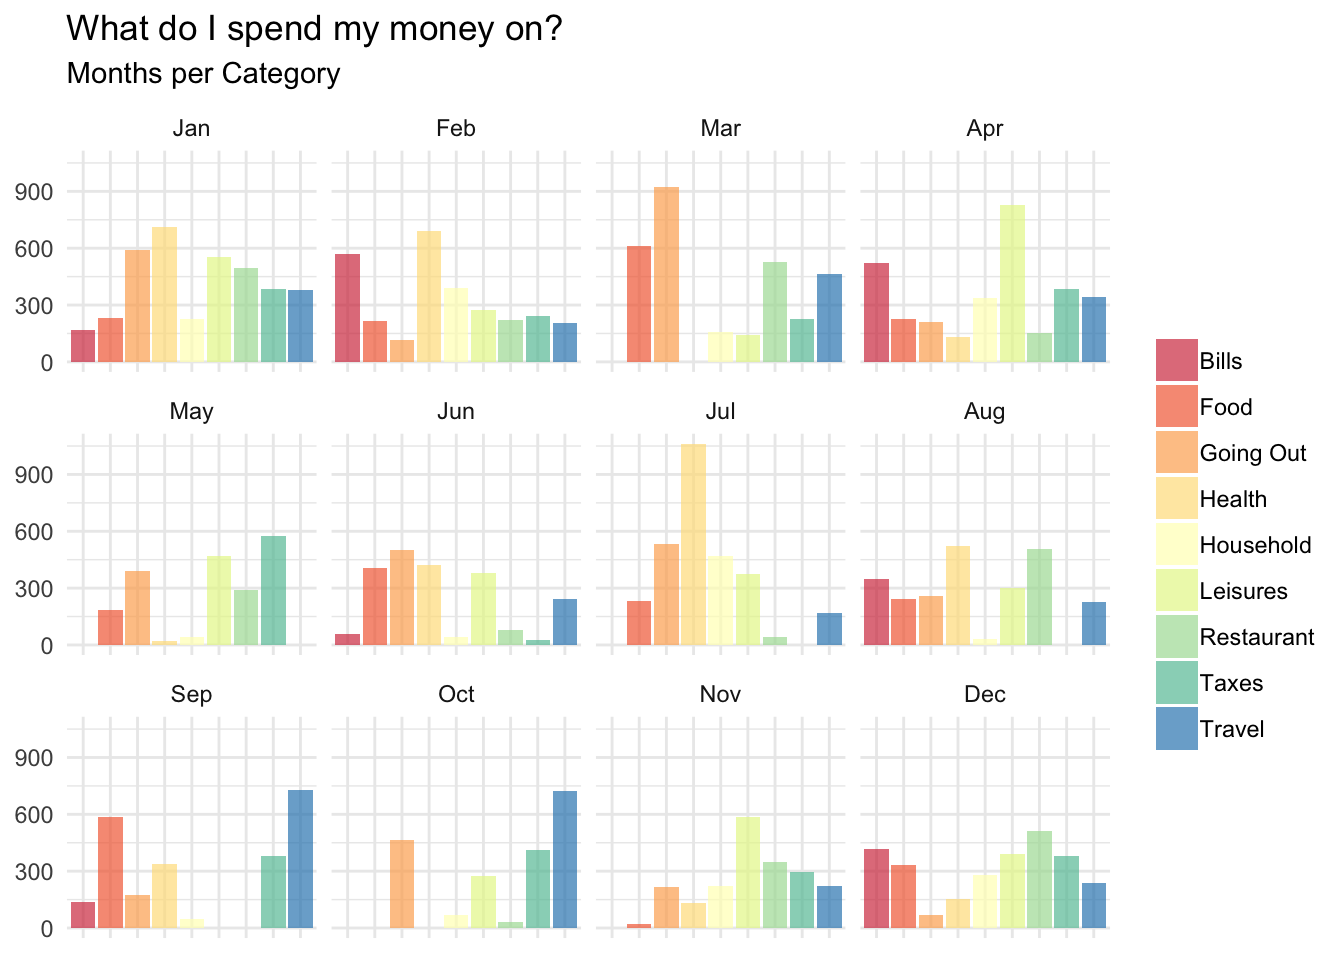 What do I spend my money on?
Months per Category
Jan Feb Mar Apr
900
600
300
0
May Jun Jul Aug
900
600
300
0
Sep Oct Nov Dec
900
600
300
0
Bills
Food
Going Out
Health
Household
Leisures
Restaurant
Taxes
Travel